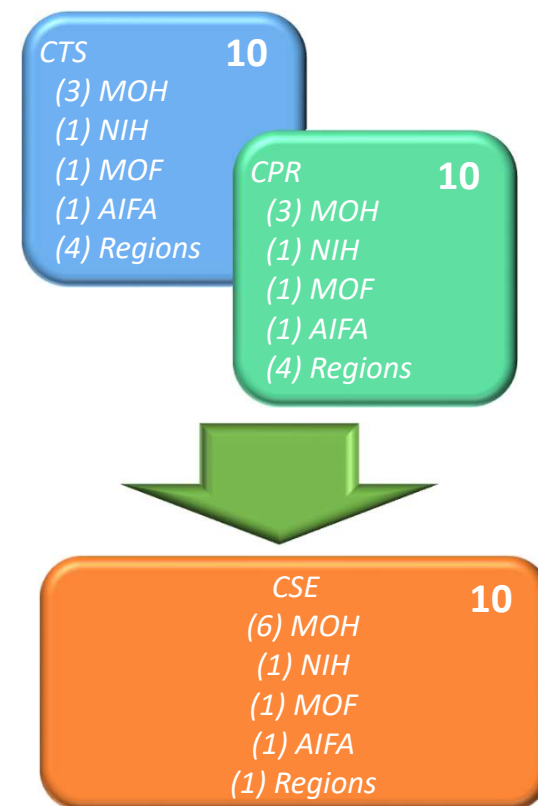 CTS 10
(3) MOH
(1) NIH
(1) MOF
(1) AIFA
(4) Regions
CPR 10
(3) MOH
(1) NIH
(1) MOF
(1) AIFA
(4) Regions
CSE 10
(6) MOH
(1) NIH
(1) MOF
(1) AIFA
(1) Regions